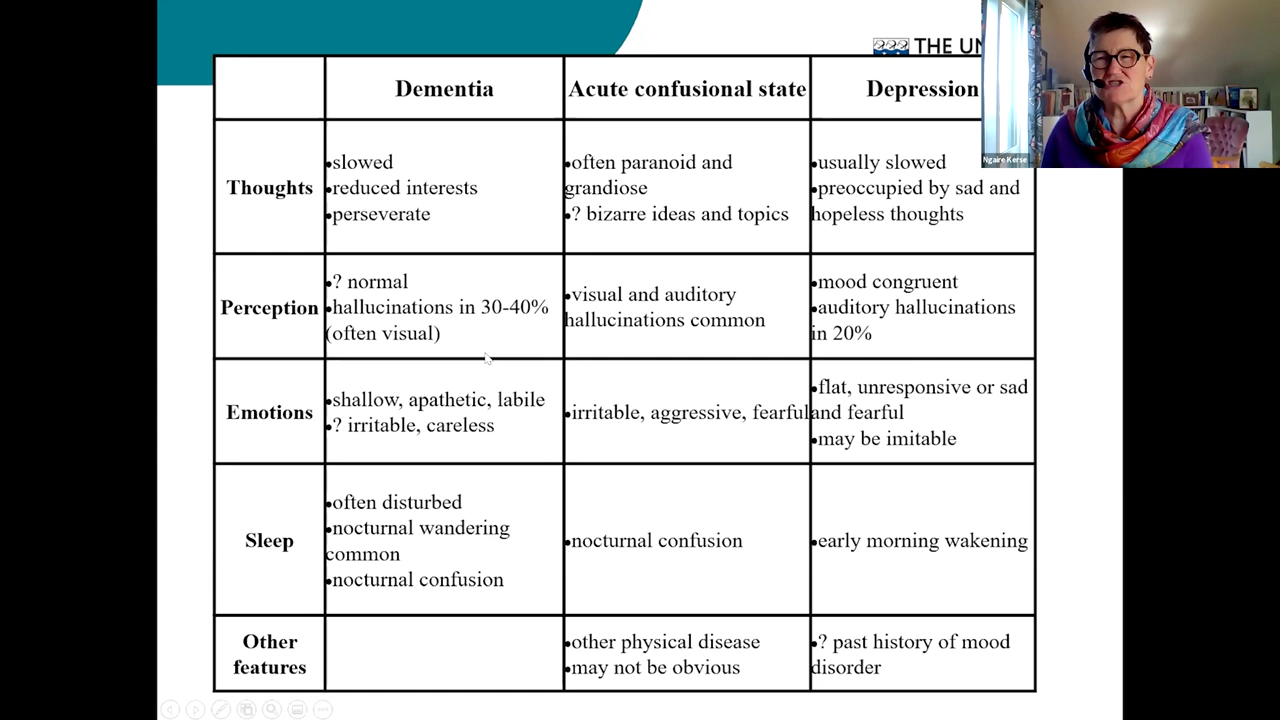 THE UN
Ngaire Kerse
Dementia
Acute confusional state
Depression
Thoughts
•slowed
•reduced interests
•perseverate
•often paranoid and
grandiose
•? bizarre ideas and topics
•usually slowed
•preoccupied by sad and
hopeless thoughts
Perception
•? normal
•hallucinations in 30-40%
(often visual)
•visual and auditory
hallucinations common
•mood congruent
•auditory hallucinations
in 20%
Emotions
•shallow, apathetic, labile
•? irritable, careless
•irritable, aggressive, fearful
•flat, unresponsive or sad
and fearful
•may be imitable
Sleep
•often disturbed
•nocturnal wandering
common
•nocturnal confusion
•nocturnal confusion
•early morning wakening
Other
features
•other physical disease
•may not be obvious
•? past history of mood
disorder